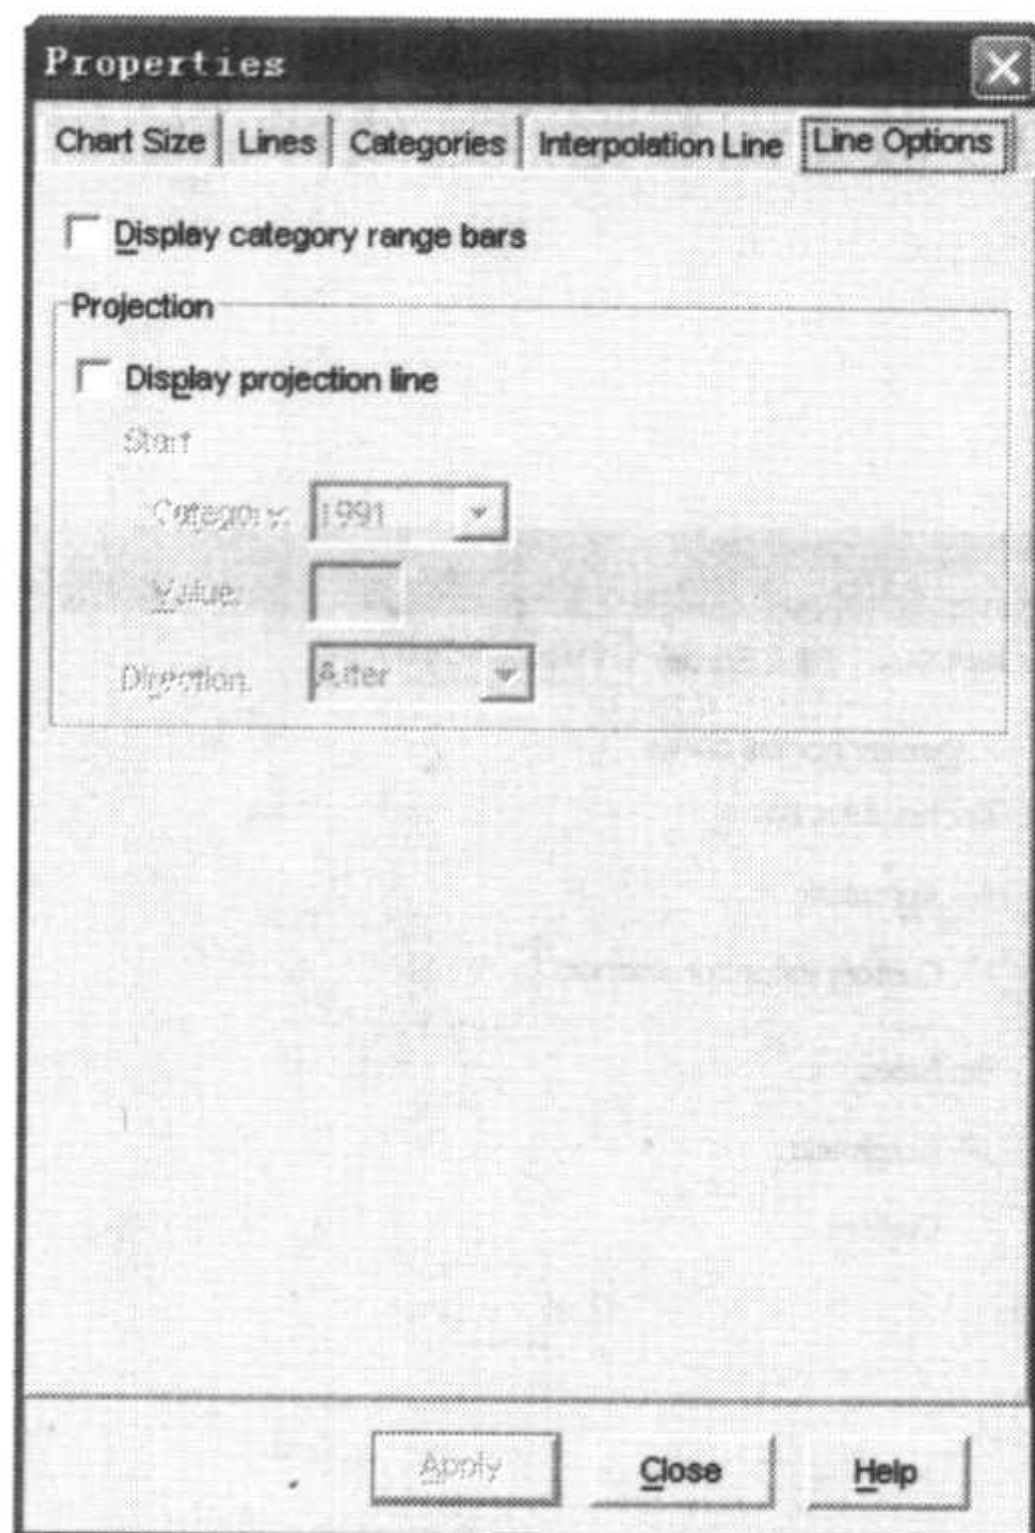 Properties
Chart Size Lines Categories Interpolation Line Line Options
Display category range bars
Projection
Display projection line
Start
Category: 1991
Value:
Direction: After
Apply Close Help